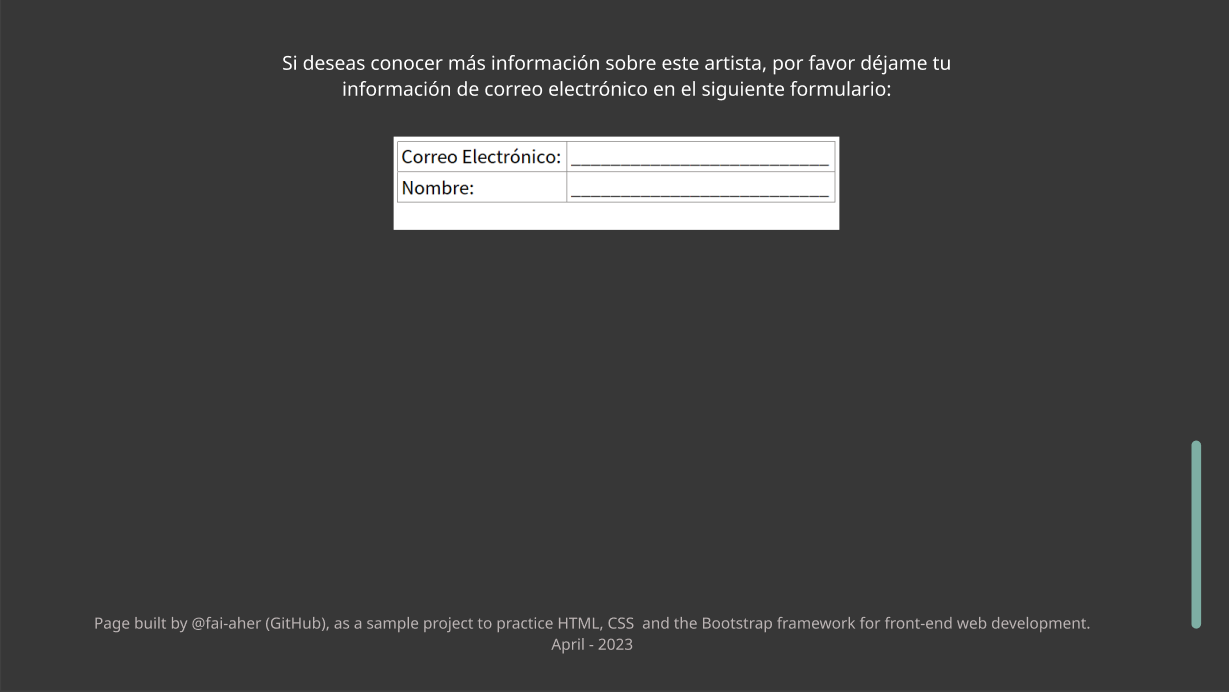 Si deseas conocer más información sobre este artista, por favor déjame tu
información de correo electrónico en el siguiente formulario:
Correo Electrónico: __________________________
Nombre: __________________________
Page built by @fai-aher (GitHub), as a sample project to practice HTML, CSS  and the Bootstrap framework for front-end web development.
April - 2023